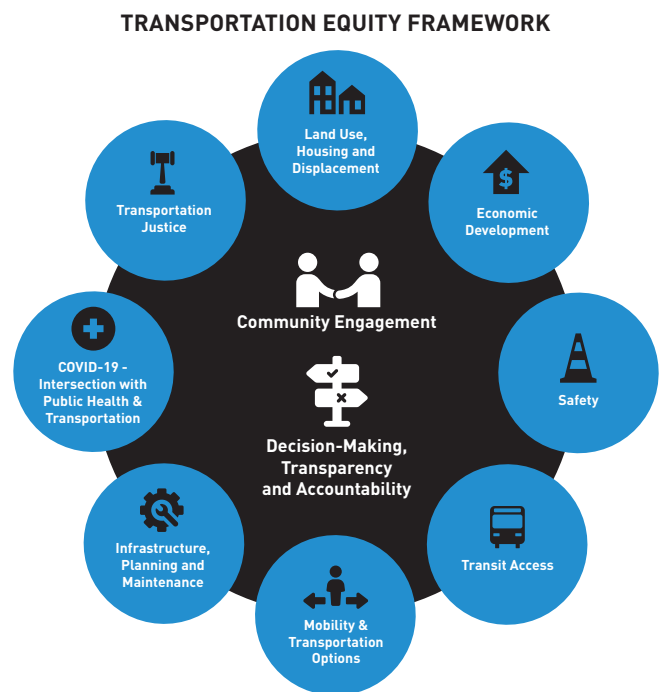 TRANSPORTATION EQUITY FRAMEWORK
Land Use,
Housing and
Displacement
Economic
Development
$
Safety
Transit Access
Mobility &
Transportation
Options
Infrastructure,
Planning and
Maintenance
COVID-19 -
Intersection with
Public Health &
Transportation
Transportation
Justice
Community Engagement
Decision-Making,
Transparency
and Accountability